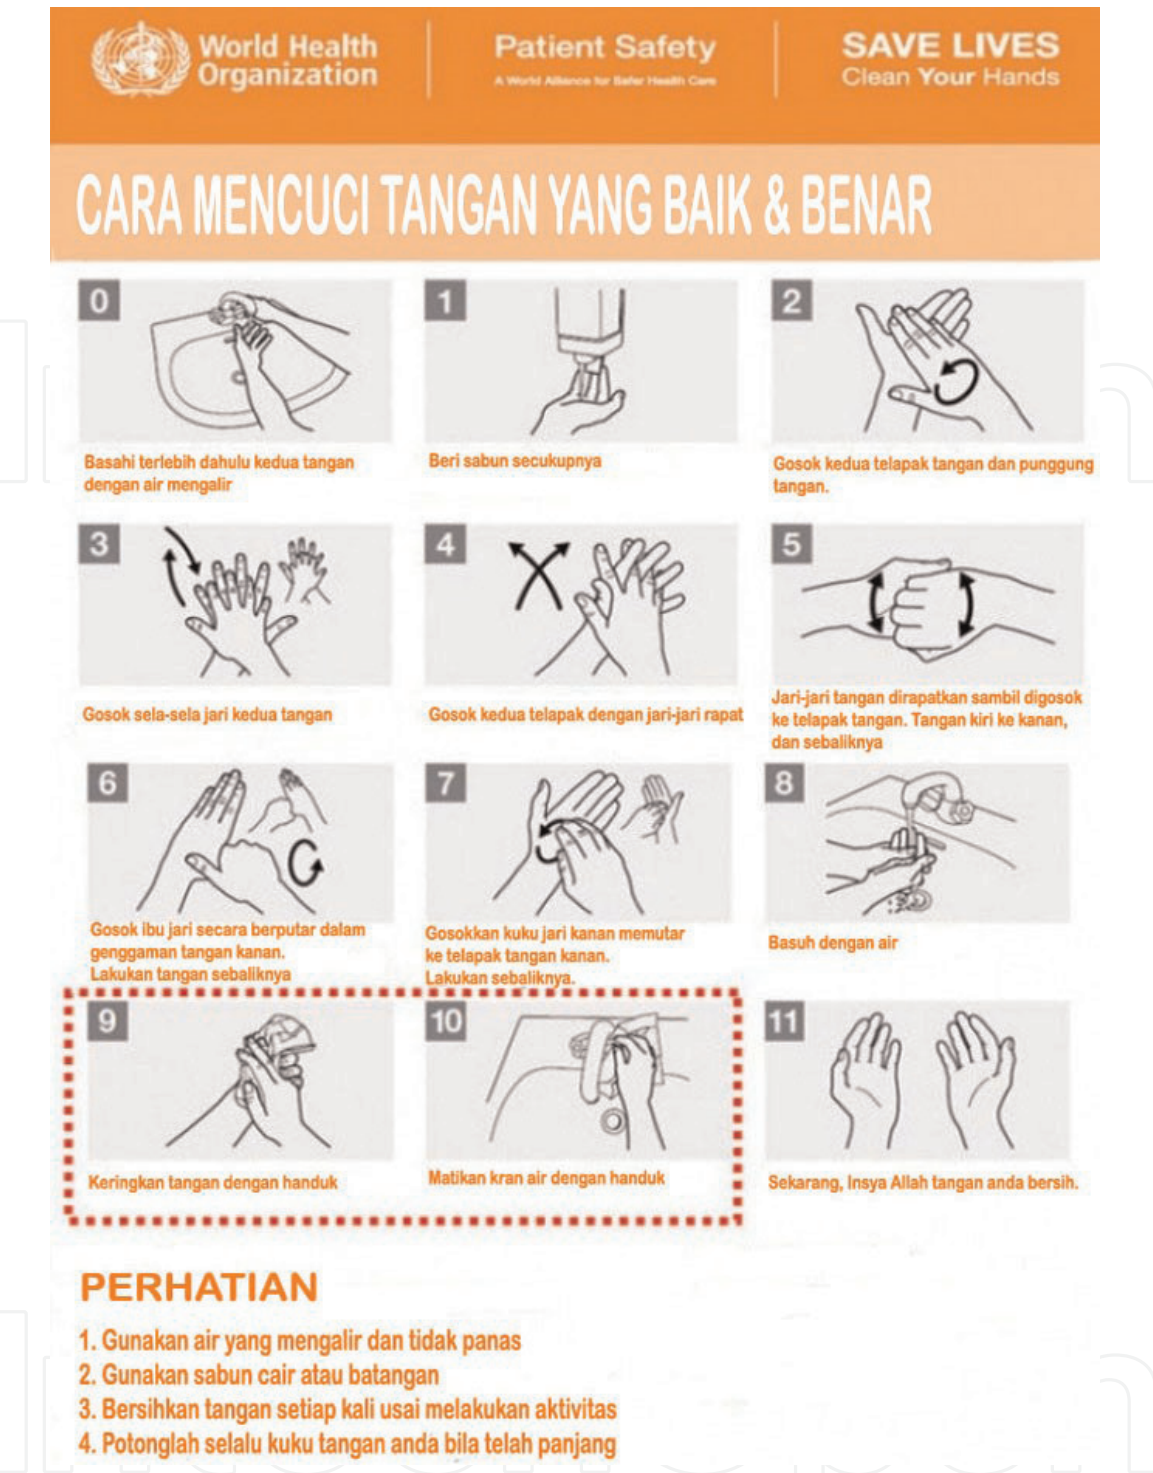 World Health
Organization
Patient Safety
A World Alliance for Safer Health Care
SAVE LIVES
Clean Your Hands
CARA MENCUCI TANGAN YANG BAIK & BENAR
0
Basahi terlebih dahulu kedua tangan
dengan air mengalir
1
Beri sabun secukupnya
2
Gosok kedua telapak tangan dan punggung
tangan.
3
Gosok sela-sela jari kedua tangan
4
Gosok kedua telapak dengan jari-jari rapat
5
Jari-jari tangan dirapatkan sambil digosok
ke telapak tangan. Tangan kiri ke kanan,
dan sebaliknya
6
Gosok ibu jari secara berputar dalam
genggaman tangan kanan.
Lakukan tangan sebaliknya
7
Gosokkan kuku jari kanan memutar
ke telapak tangan kanan.
Lakukan sebaliknya.
8
Basuh dengan air
9
Keringkan tangan dengan handuk
10
Matikan kran air dengan handuk
11
Sekarang, Insya Allah tangan anda bersih.
PERHATIAN
1. Gunakan air yang mengalir dan tidak panas
2. Gunakan sabun cair atau batangan
3. Bersihkan tangan setiap kali usai melakukan aktivitas
4. Potonglah selalu kuku tangan anda bila telah panjang